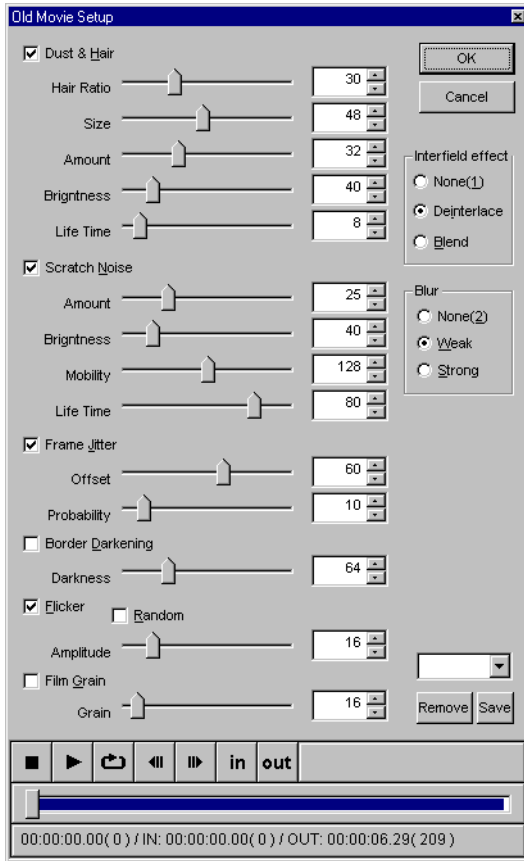 Old Movie Setup
Dust & Hair
Hair Ratio 30
Size 48
Amount 32
Brigntness 40
Life Time 8
Scratch Noise
Amount 25
Brigntness 40
Mobility 128
Life Time 80
Frame Jitter
Offset 60
Probability 10
Border Darkening
Darkness 64
Flicker
Random
Amplitude 16
Film Grain
Grain 16
OK
Cancel
Interfield effect
None(1)
Deinterlace
Blend
Blur
None(2)
Weak
Strong
Remove Save
in out
00:00:00.00( 0 ) / IN: 00:00:00.00( 0 ) / OUT: 00:00:06.29( 209 )